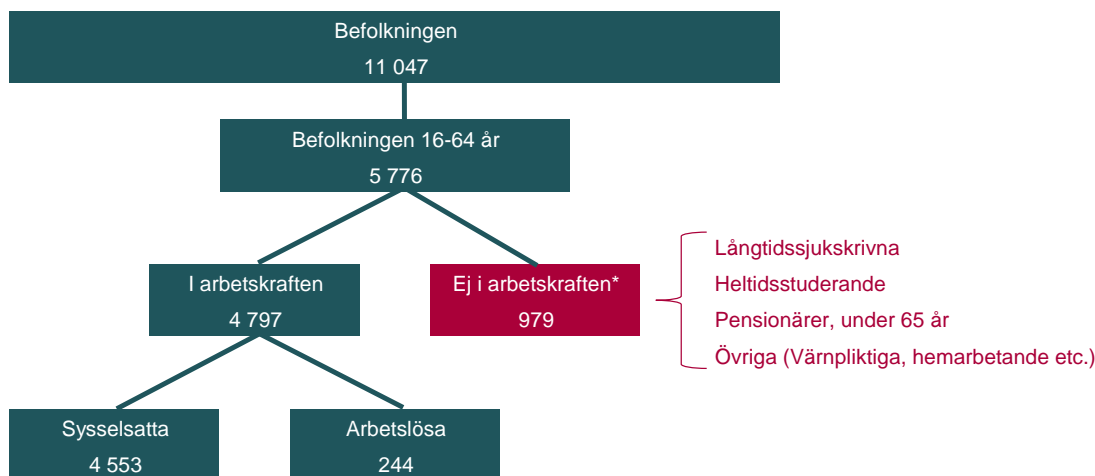 Befolkningen
11 047
Befolkningen 16-64 år
5 776
I arbetskraften
4 797
Ej i arbetskraften*
979
Långtidssjukskrivna
Heltidsstuderande
Pensionärer, under 65 år
Övriga (Värnpliktiga, hemarbetande etc.)
Sysselsatta
4 553
Arbetslösa
244